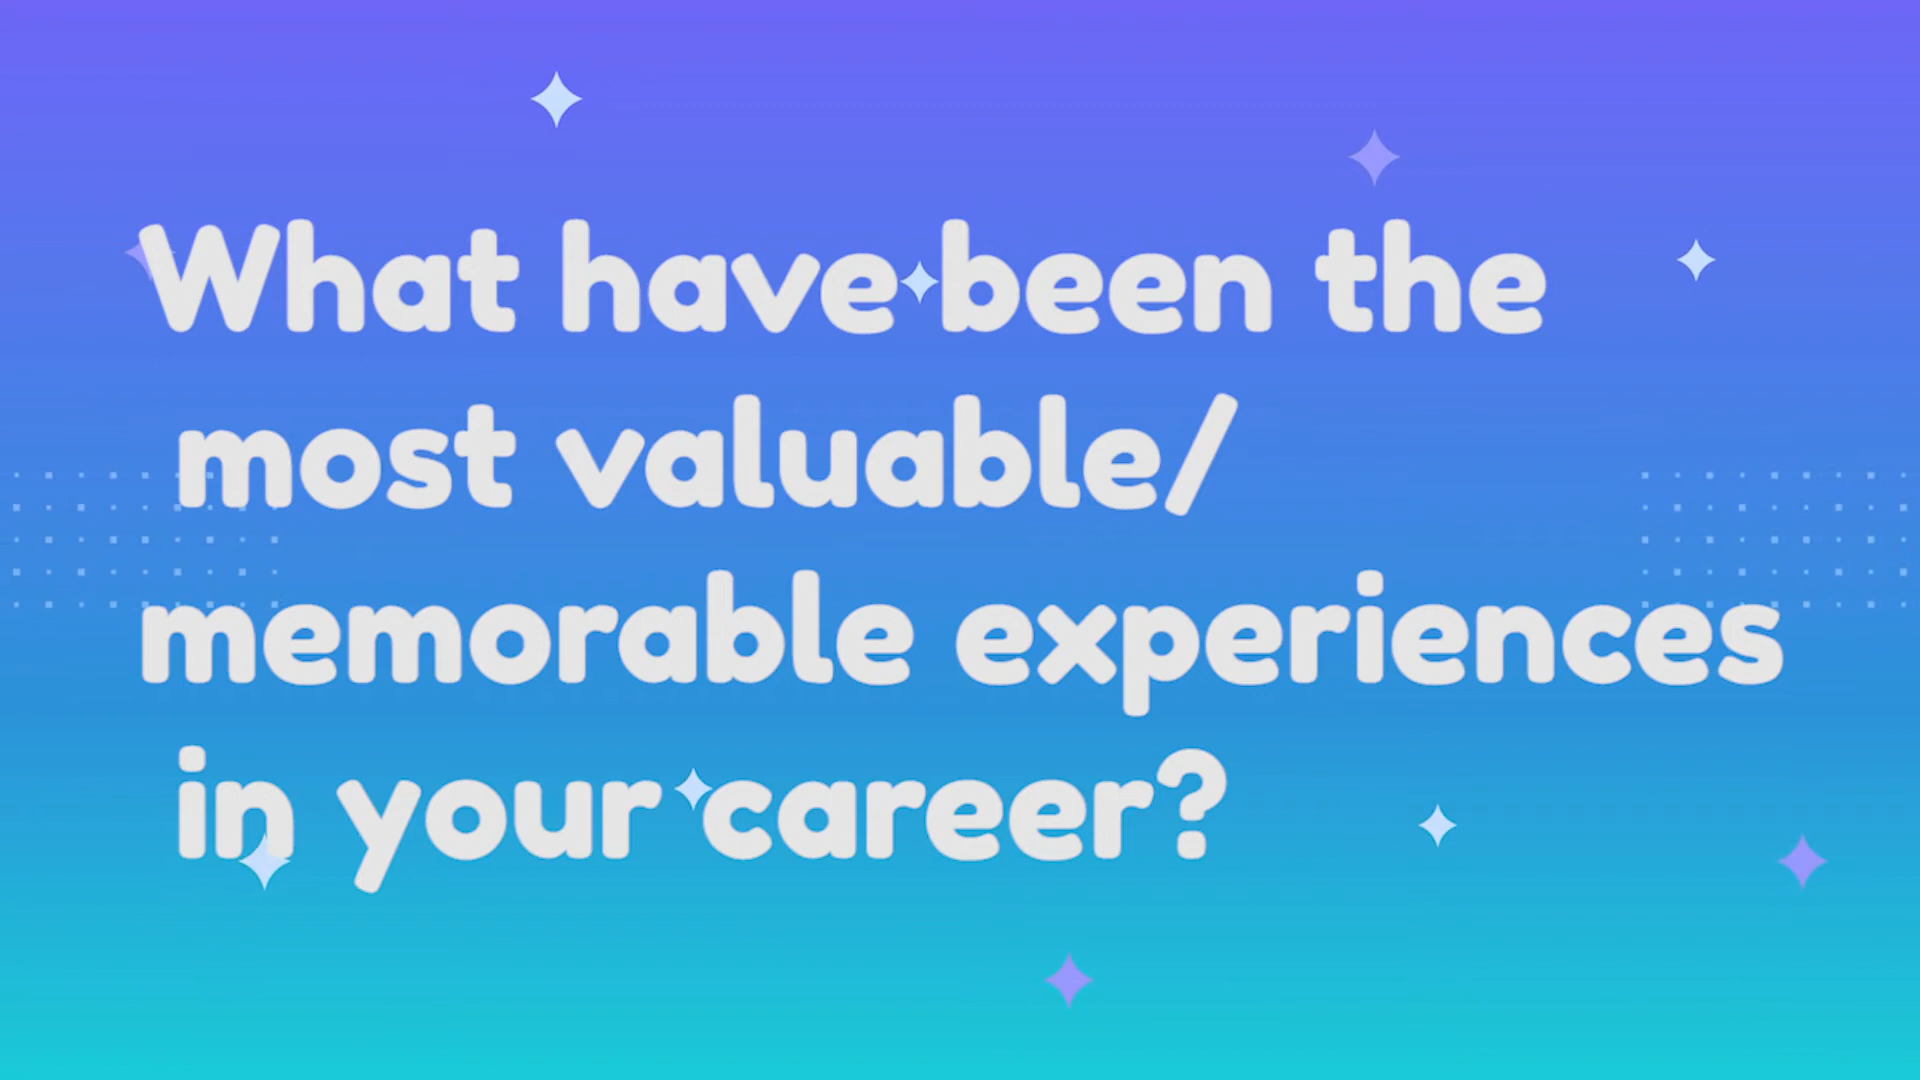 What have been the
most valuable/
memorable experiences
in your career?